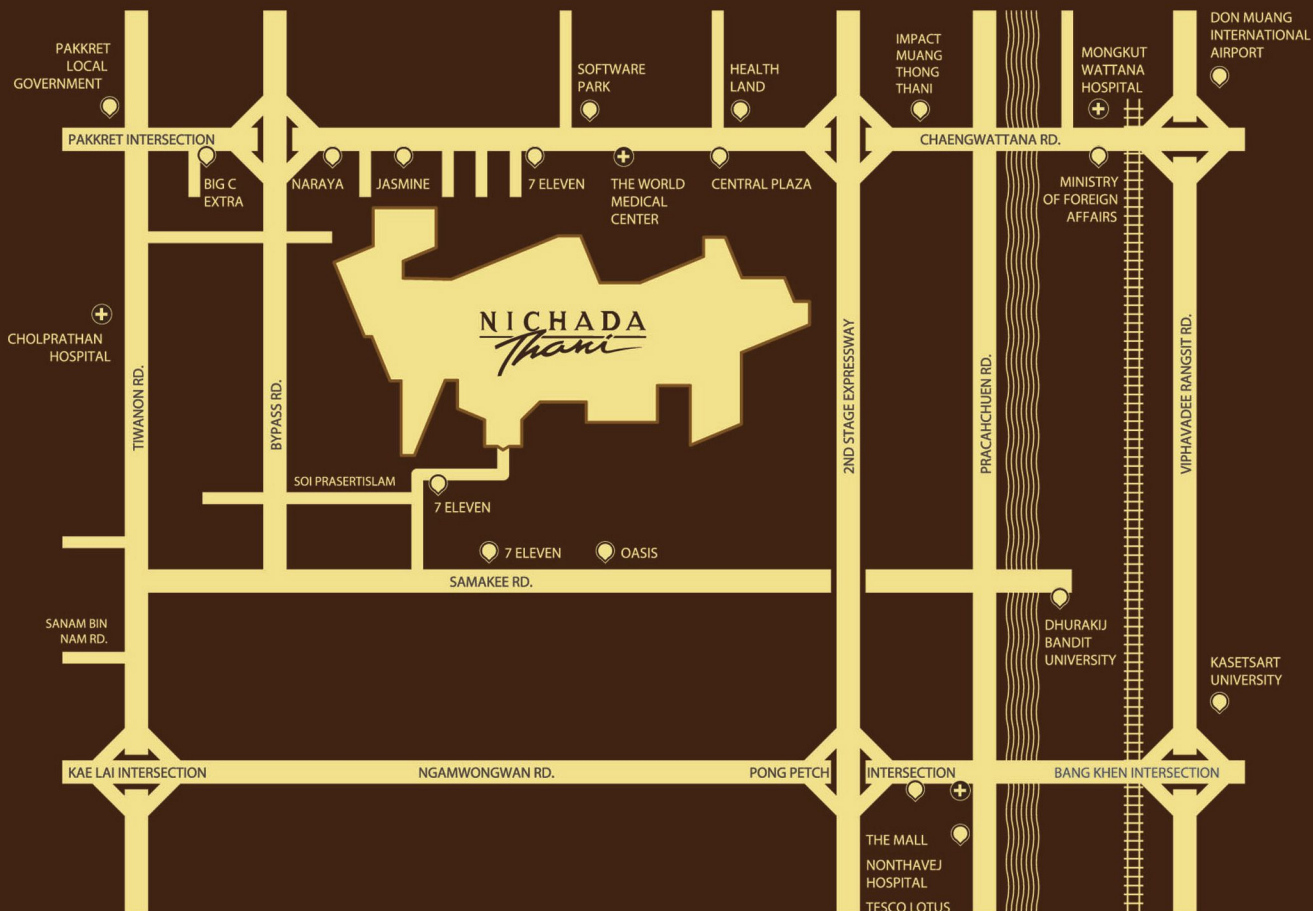 PAKKRET
LOCAL
GOVERNMENT
SOFTWARE
PARK
HEALTH
LAND
IMPACT
MUANG
THONG
THANI
MONGKUT
WATTANA
HOSPITAL
DON MUANG
INTERNATIONAL
AIRPORT
PAKKRET INTERSECTION
CHAENGWATTANA RD.
BIG C
EXTRA
NARAYA
JASMINE
7 ELEVEN
THE WORLD
MEDICAL
CENTER
CENTRAL PLAZA
MINISTRY
OF FOREIGN
AFFAIRS
NICHADA
Thani
CHOLPRATHAN
HOSPITAL
TIWANON RD.
BYPASS RD.
2ND STAGE EXPRESSWAY
PRACAHCHUEN RD.
VIPHAVADEE RANGSIT RD.
SOI PRASERTISLAM
7 ELEVEN
7 ELEVEN
OASIS
SAMAKEE RD.
SANAM BIN
NAM RD.
DHURAKIJ
BANDIT
UNIVERSITY
KASETSART
UNIVERSITY
KAE LAI INTERSECTION
NGAMWONGWAN RD.
PONG PETCH INTERSECTION
BANG KHEN INTERSECTION
THE MALL
NONTHAVEJ
HOSPITAL
TESCO LOTUS